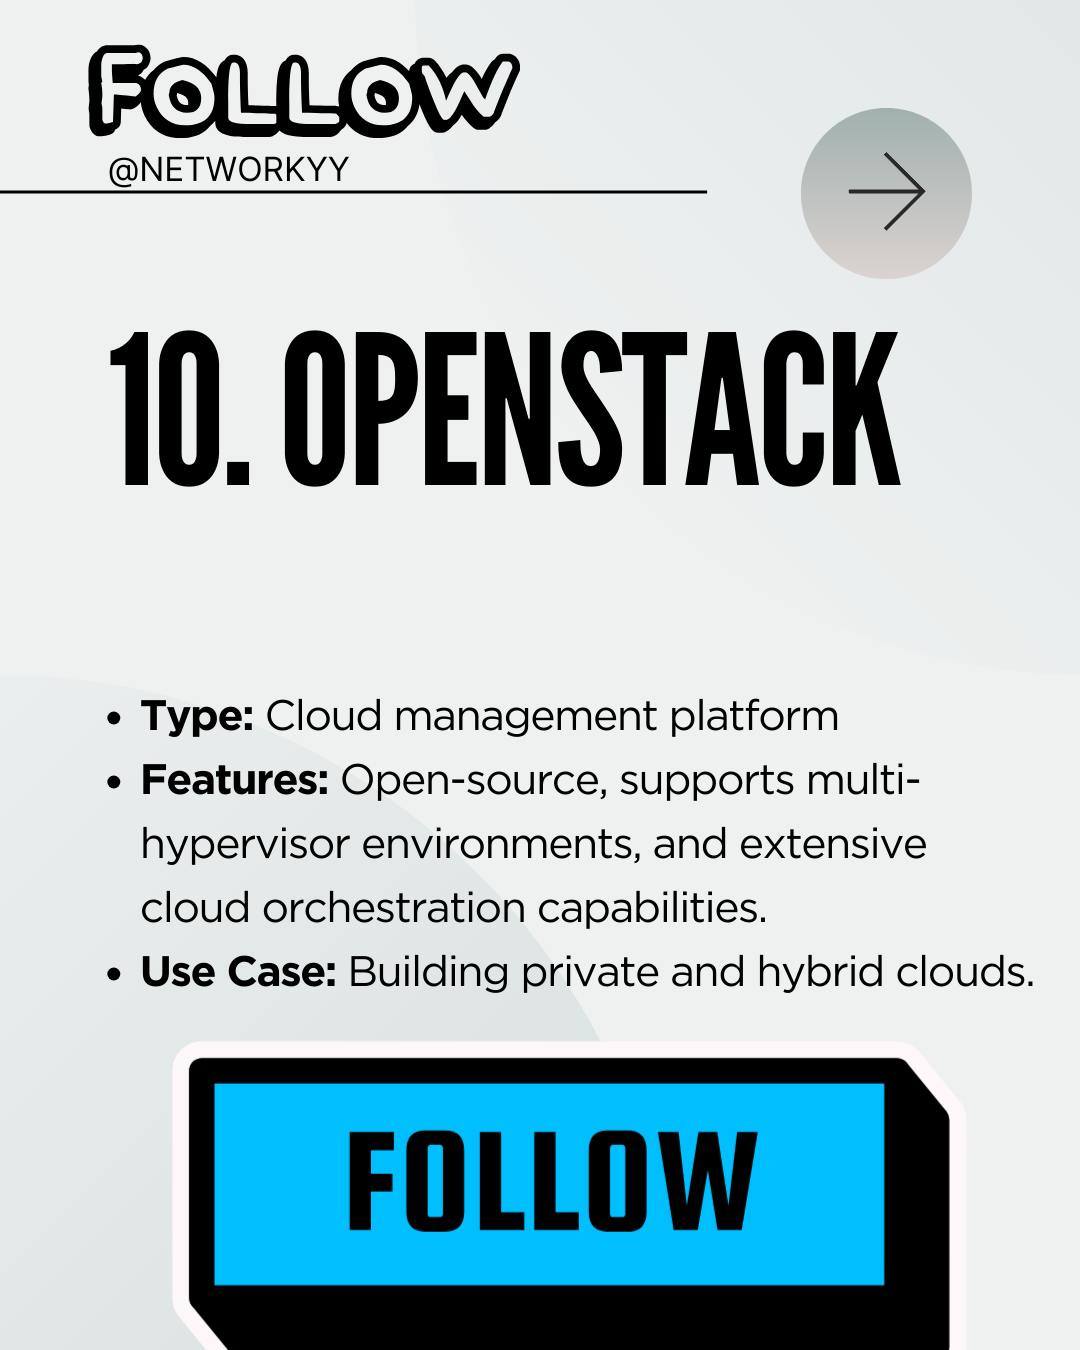 FOLLOW
@NETWORKYY
10. OPENSTACK
• Type: Cloud management platform
• Features: Open-source, supports multi-
hypervisor environments, and extensive
cloud orchestration capabilities.
• Use Case: Building private and hybrid clouds.
FOLLOW